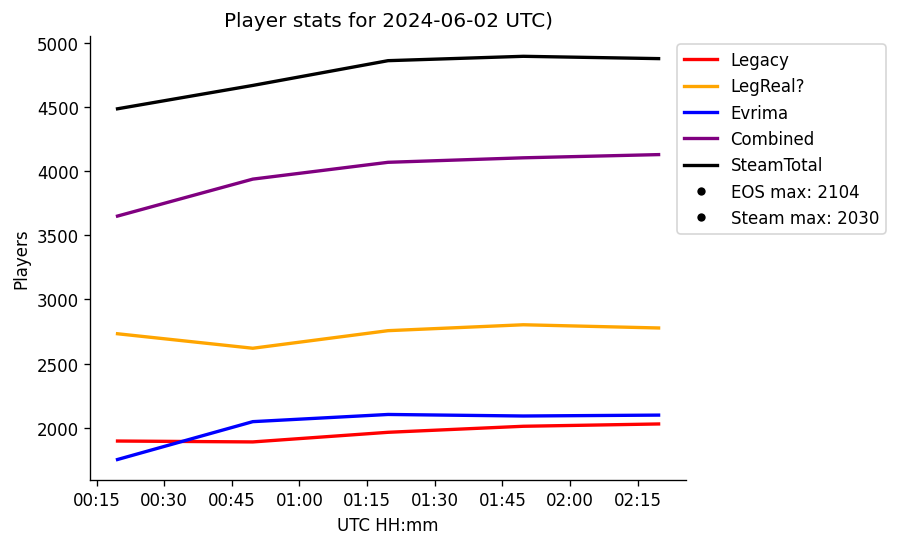 Player stats for 2024-06-02 UTC)
5000
4500
4000
3500
3000
2500
2000
Players
00:15 00:30 00:45 01:00 01:15 01:30 01:45 02:00 02:15
UTC HH:mm
Legacy
LegReal?
Evrima
Combined
SteamTotal
EOS max: 2104
Steam max: 2030